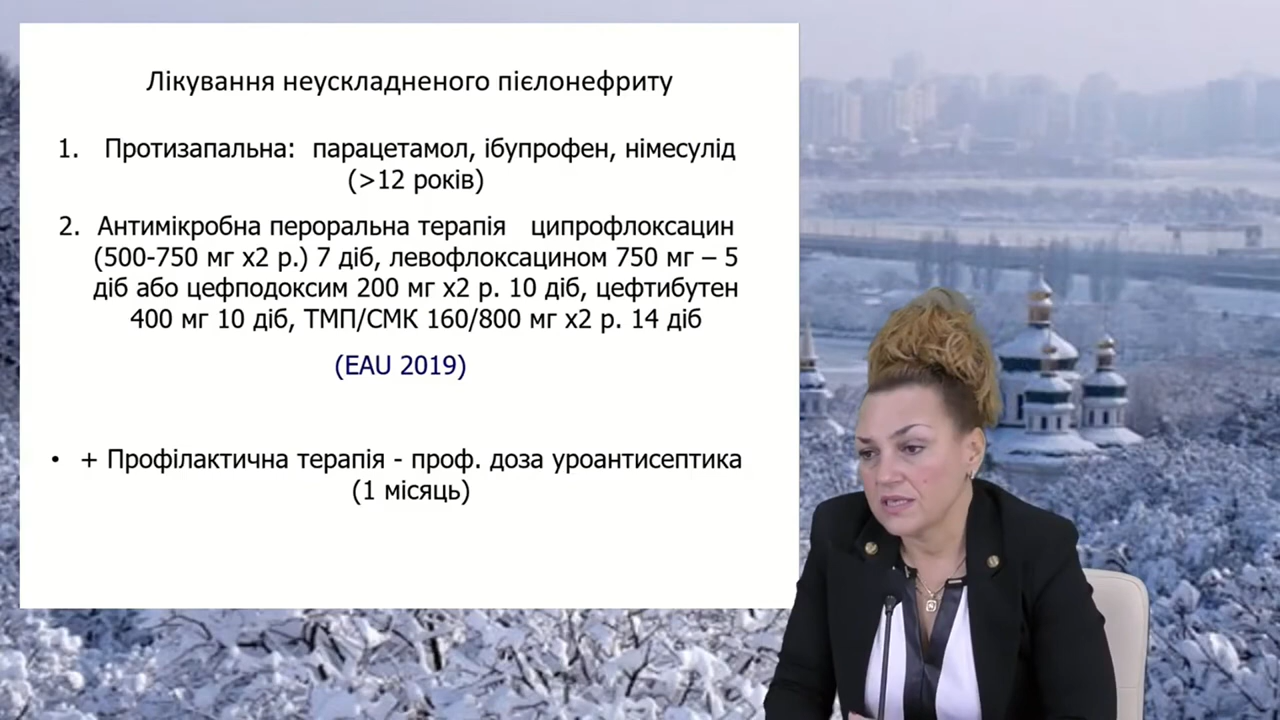 Лікування неускладненого пієлонефриту
1. Протизапальна: парацетамол, ібупрофен, німесулід
(>12 років)
2. Антимікробна пероральна терапія ципрофлоксацин
(500-750 мг х2 р.) 7 діб, левофлоксацином 750 мг – 5
діб або цефподоксим 200 мг х2 р. 10 діб, цефтибутен
400 мг 10 діб, ТМП/СМК 160/800 мг х2 р. 14 діб
(EAU 2019)
• + Профілактична терапія - проф. доза уроантисептика
(1 місяць)